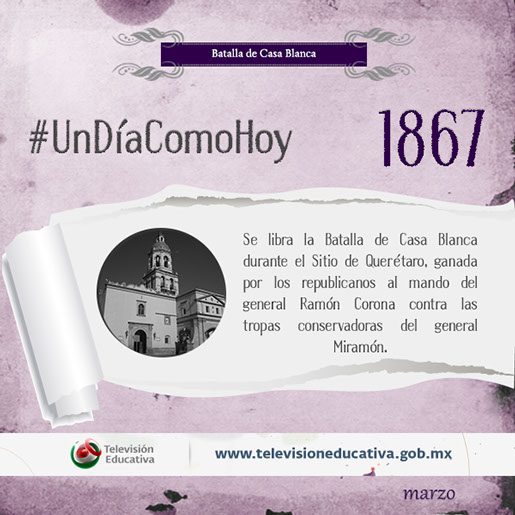 Batalla de Casa Blanca
#UnDíaComoHoy
1867
Se libra la Batalla de Casa Blanca
durante el Sitio de Querétaro, ganada
por los republicanos al mando del
general Ramón Corona contra las
tropas conservadoras del general
Miramón.
Televisión
Educativa
www.televisioneducativa.gob.mx
marzo